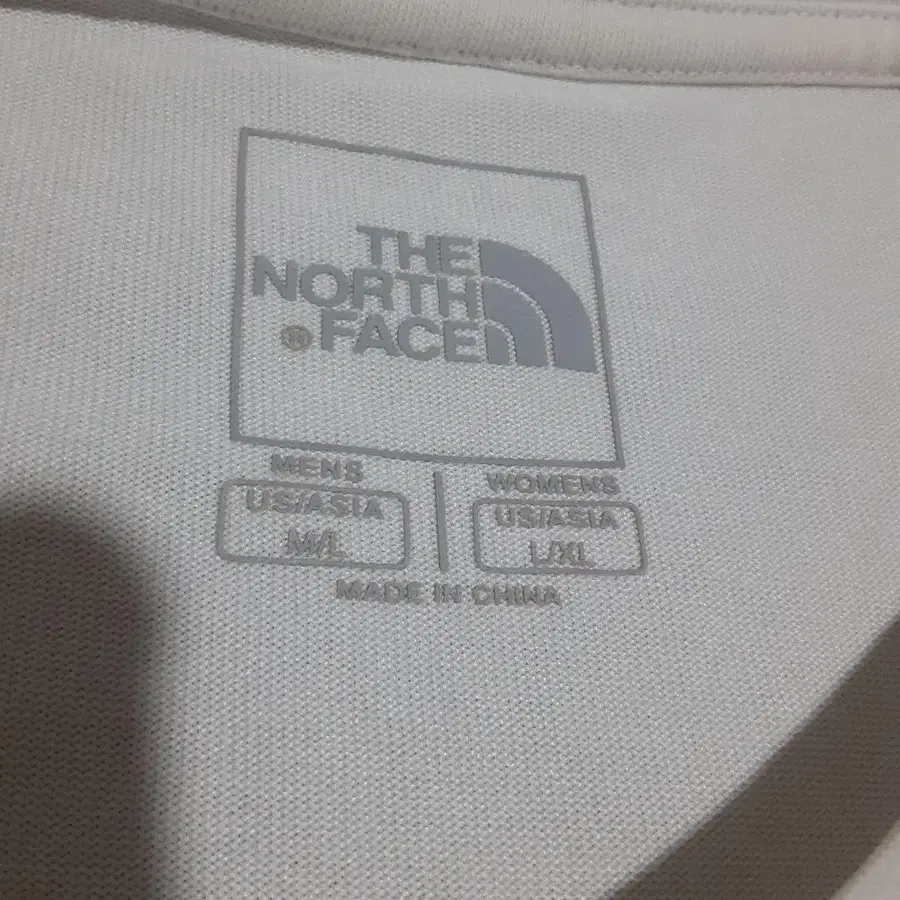 THE
NORTH
® FACE
MENS
US/ASIA
M/L
WOMENS
US/ASIA
L/XL
MADE IN CHINA